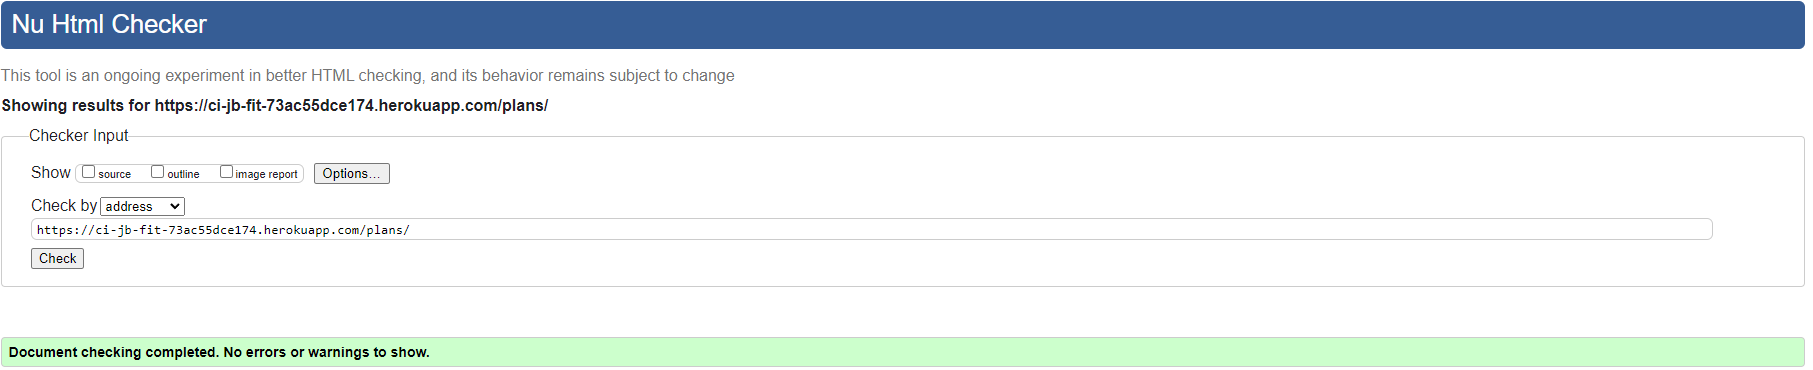 Nu Html Checker
This tool is an ongoing experiment in better HTML checking, and its behavior remains subject to change
Showing results for https://ci-jb-fit-73ac55dce174.herokuapp.com/plans/
Checker Input
Show source outline image report Options...
Check by address
https://ci-jb-fit-73ac55dce174.herokuapp.com/plans/
Check
Document checking completed. No errors or warnings to show.